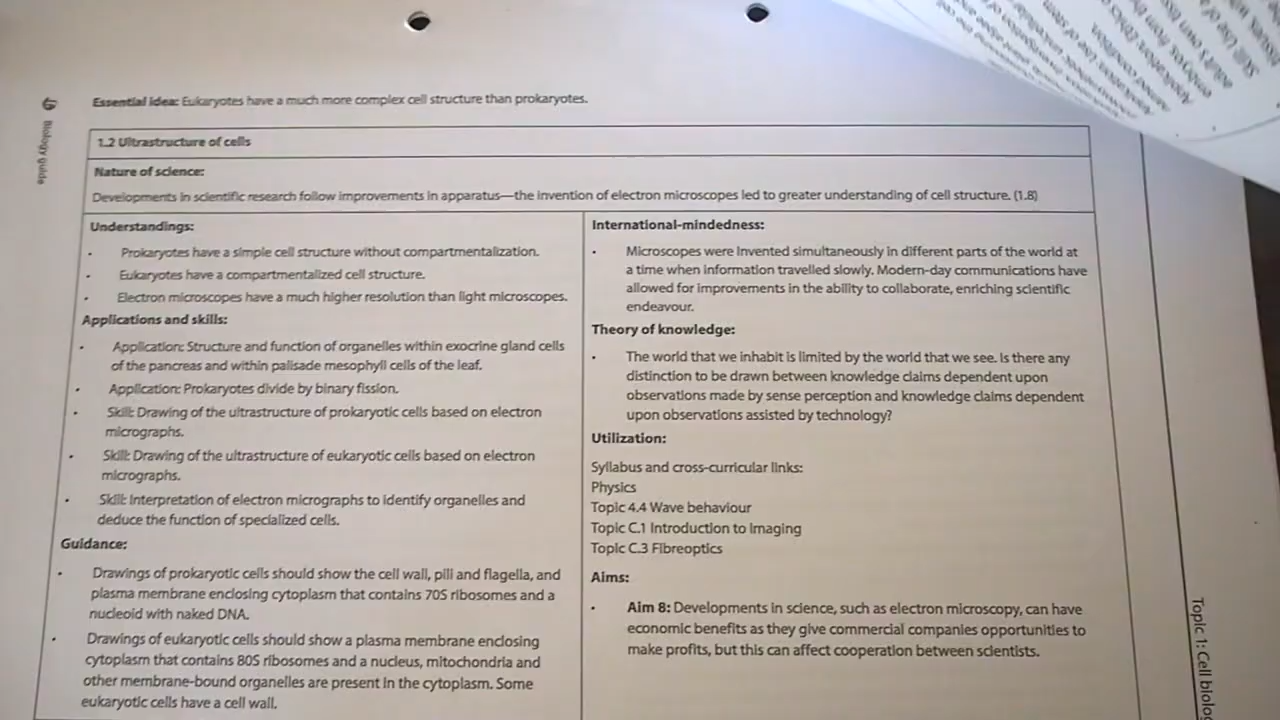 Essential idea: Eukaryotes have a much more complex cell structure than prokaryotes.
Biology guide
1.2 Ultrastructure of cells
Nature of science:
Developments in scientific research follow improvements in apparatus—the invention of electron microscopes led to greater understanding of cell structure. (1.8)
Understandings:
• Prokaryotes have a simple cell structure without compartmentalization.
• Eukaryotes have a compartmentalized cell structure.
• Electron microscopes have a much higher resolution than light microscopes.
Applications and skills:
• Application: Structure and function of organelles within exocrine gland cells
of the pancreas and within palisade mesophyll cells of the leaf.
• Application: Prokaryotes divide by binary fission.
• Skill: Drawing of the ultrastructure of prokaryotic cells based on electron
micrographs.
• Skill: Drawing of the ultrastructure of eukaryotic cells based on electron
micrographs.
• Skill: Interpretation of electron micrographs to identify organelles and
deduce the function of specialized cells.
Guidance:
• Drawings of prokaryotic cells should show the cell wall, pili and flagella, and
plasma membrane enclosing cytoplasm that contains 70S ribosomes and a
nucleoid with naked DNA.
• Drawings of eukaryotic cells should show a plasma membrane enclosing
cytoplasm that contains 80S ribosomes and a nucleus, mitochondria and
other membrane-bound organelles are present in the cytoplasm. Some
eukaryotic cells have a cell wall.
International-mindedness:
• Microscopes were invented simultaneously in different parts of the world at
a time when information travelled slowly. Modern-day communications have
allowed for improvements in the ability to collaborate, enriching scientific
endeavour.
Theory of knowledge:
• The world that we inhabit is limited by the world that we see. Is there any
distinction to be drawn between knowledge claims dependent upon
observations made by sense perception and knowledge claims dependent
upon observations assisted by technology?
Utilization:
Syllabus and cross-curricular links:
Physics
Topic 4.4 Wave behaviour
Topic C.1 Introduction to imaging
Topic C.3 Fibreoptics
Aims:
• Aim 8: Developments in science, such as electron microscopy, can have
economic benefits as they give commercial companies opportunities to
make profits, but this can affect cooperation between scientists.
Topic 1: Cell biolo